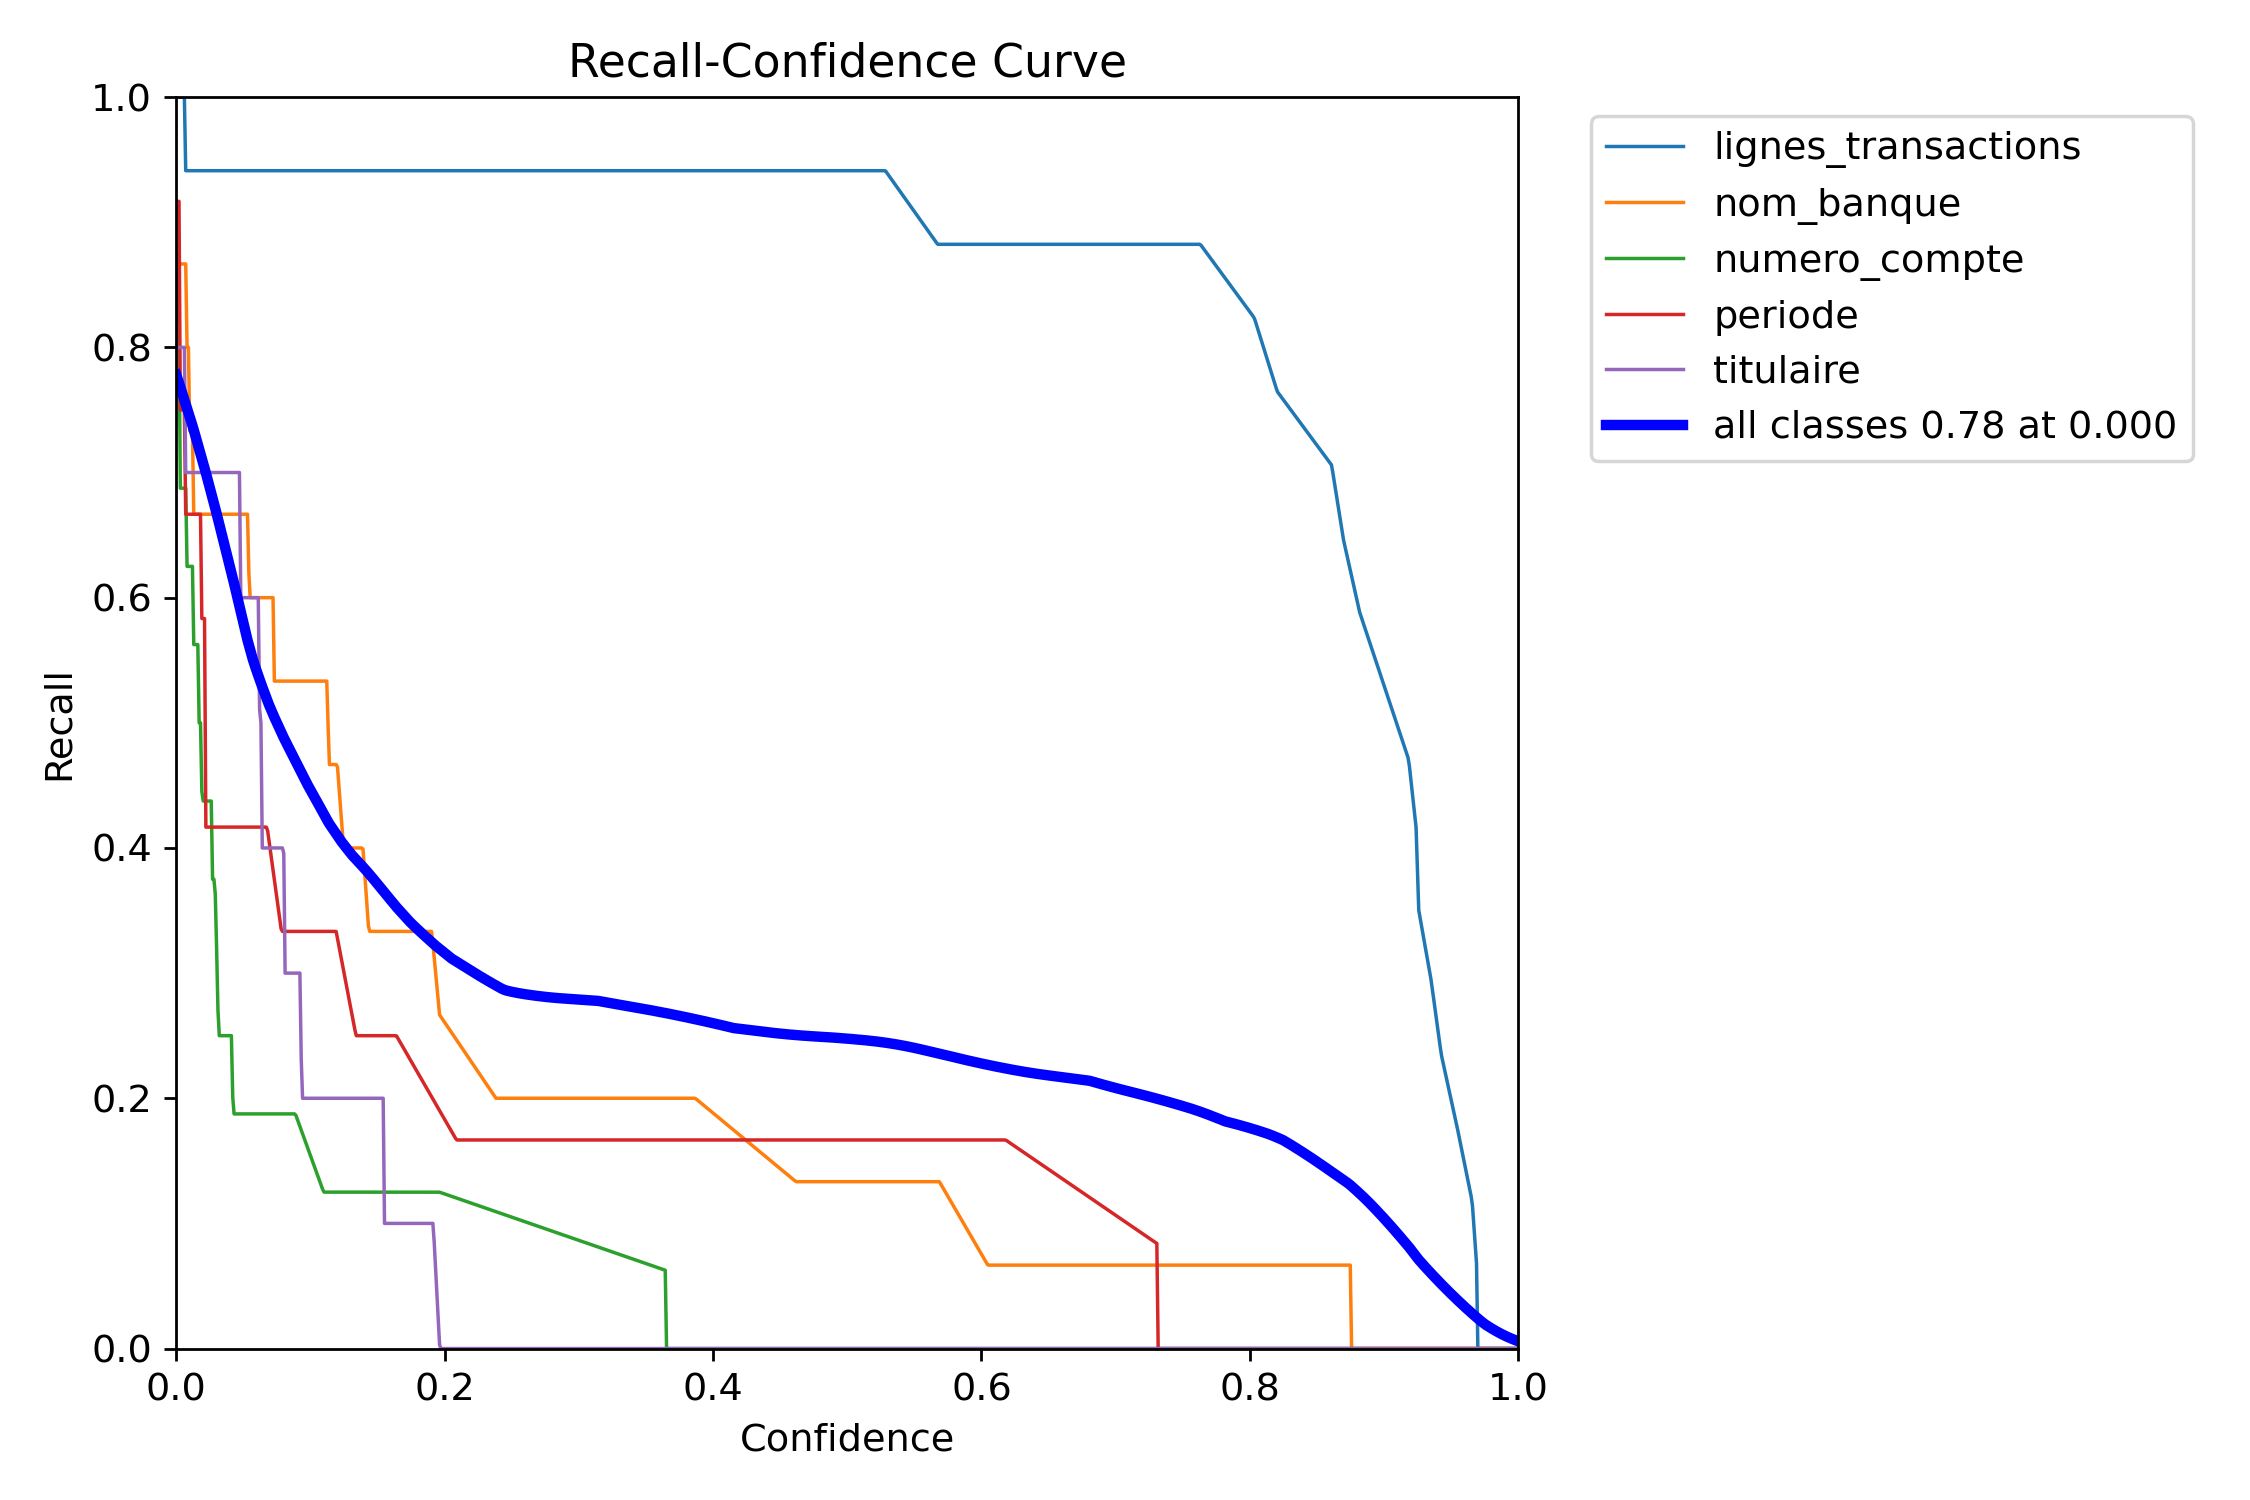 Recall-Confidence Curve
1.0
0.8
0.6
0.4
0.2
0.0
Recall
0.0 0.2 0.4 0.6 0.8 1.0
Confidence
lignes_transactions
nom_banque
numero_compte
periode
titulaire
all classes 0.78 at 0.000